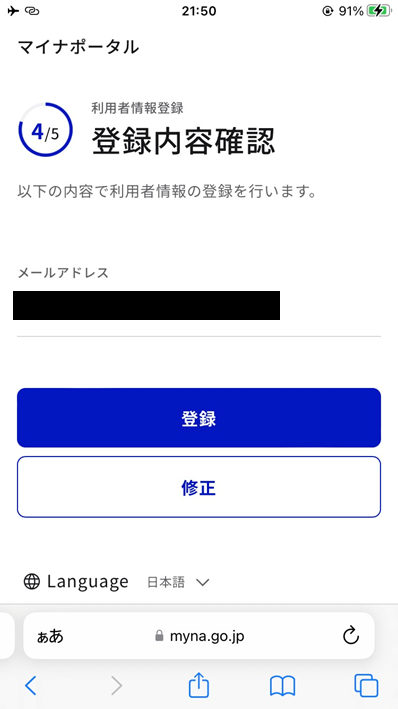 21:50
91%
マイナポータル
利用者情報登録
4/5
登録内容確認
以下の内容で利用者情報の登録を行います。
メールアドレス
登録
修正
Language 日本語
ぁあ
myna.go.jp